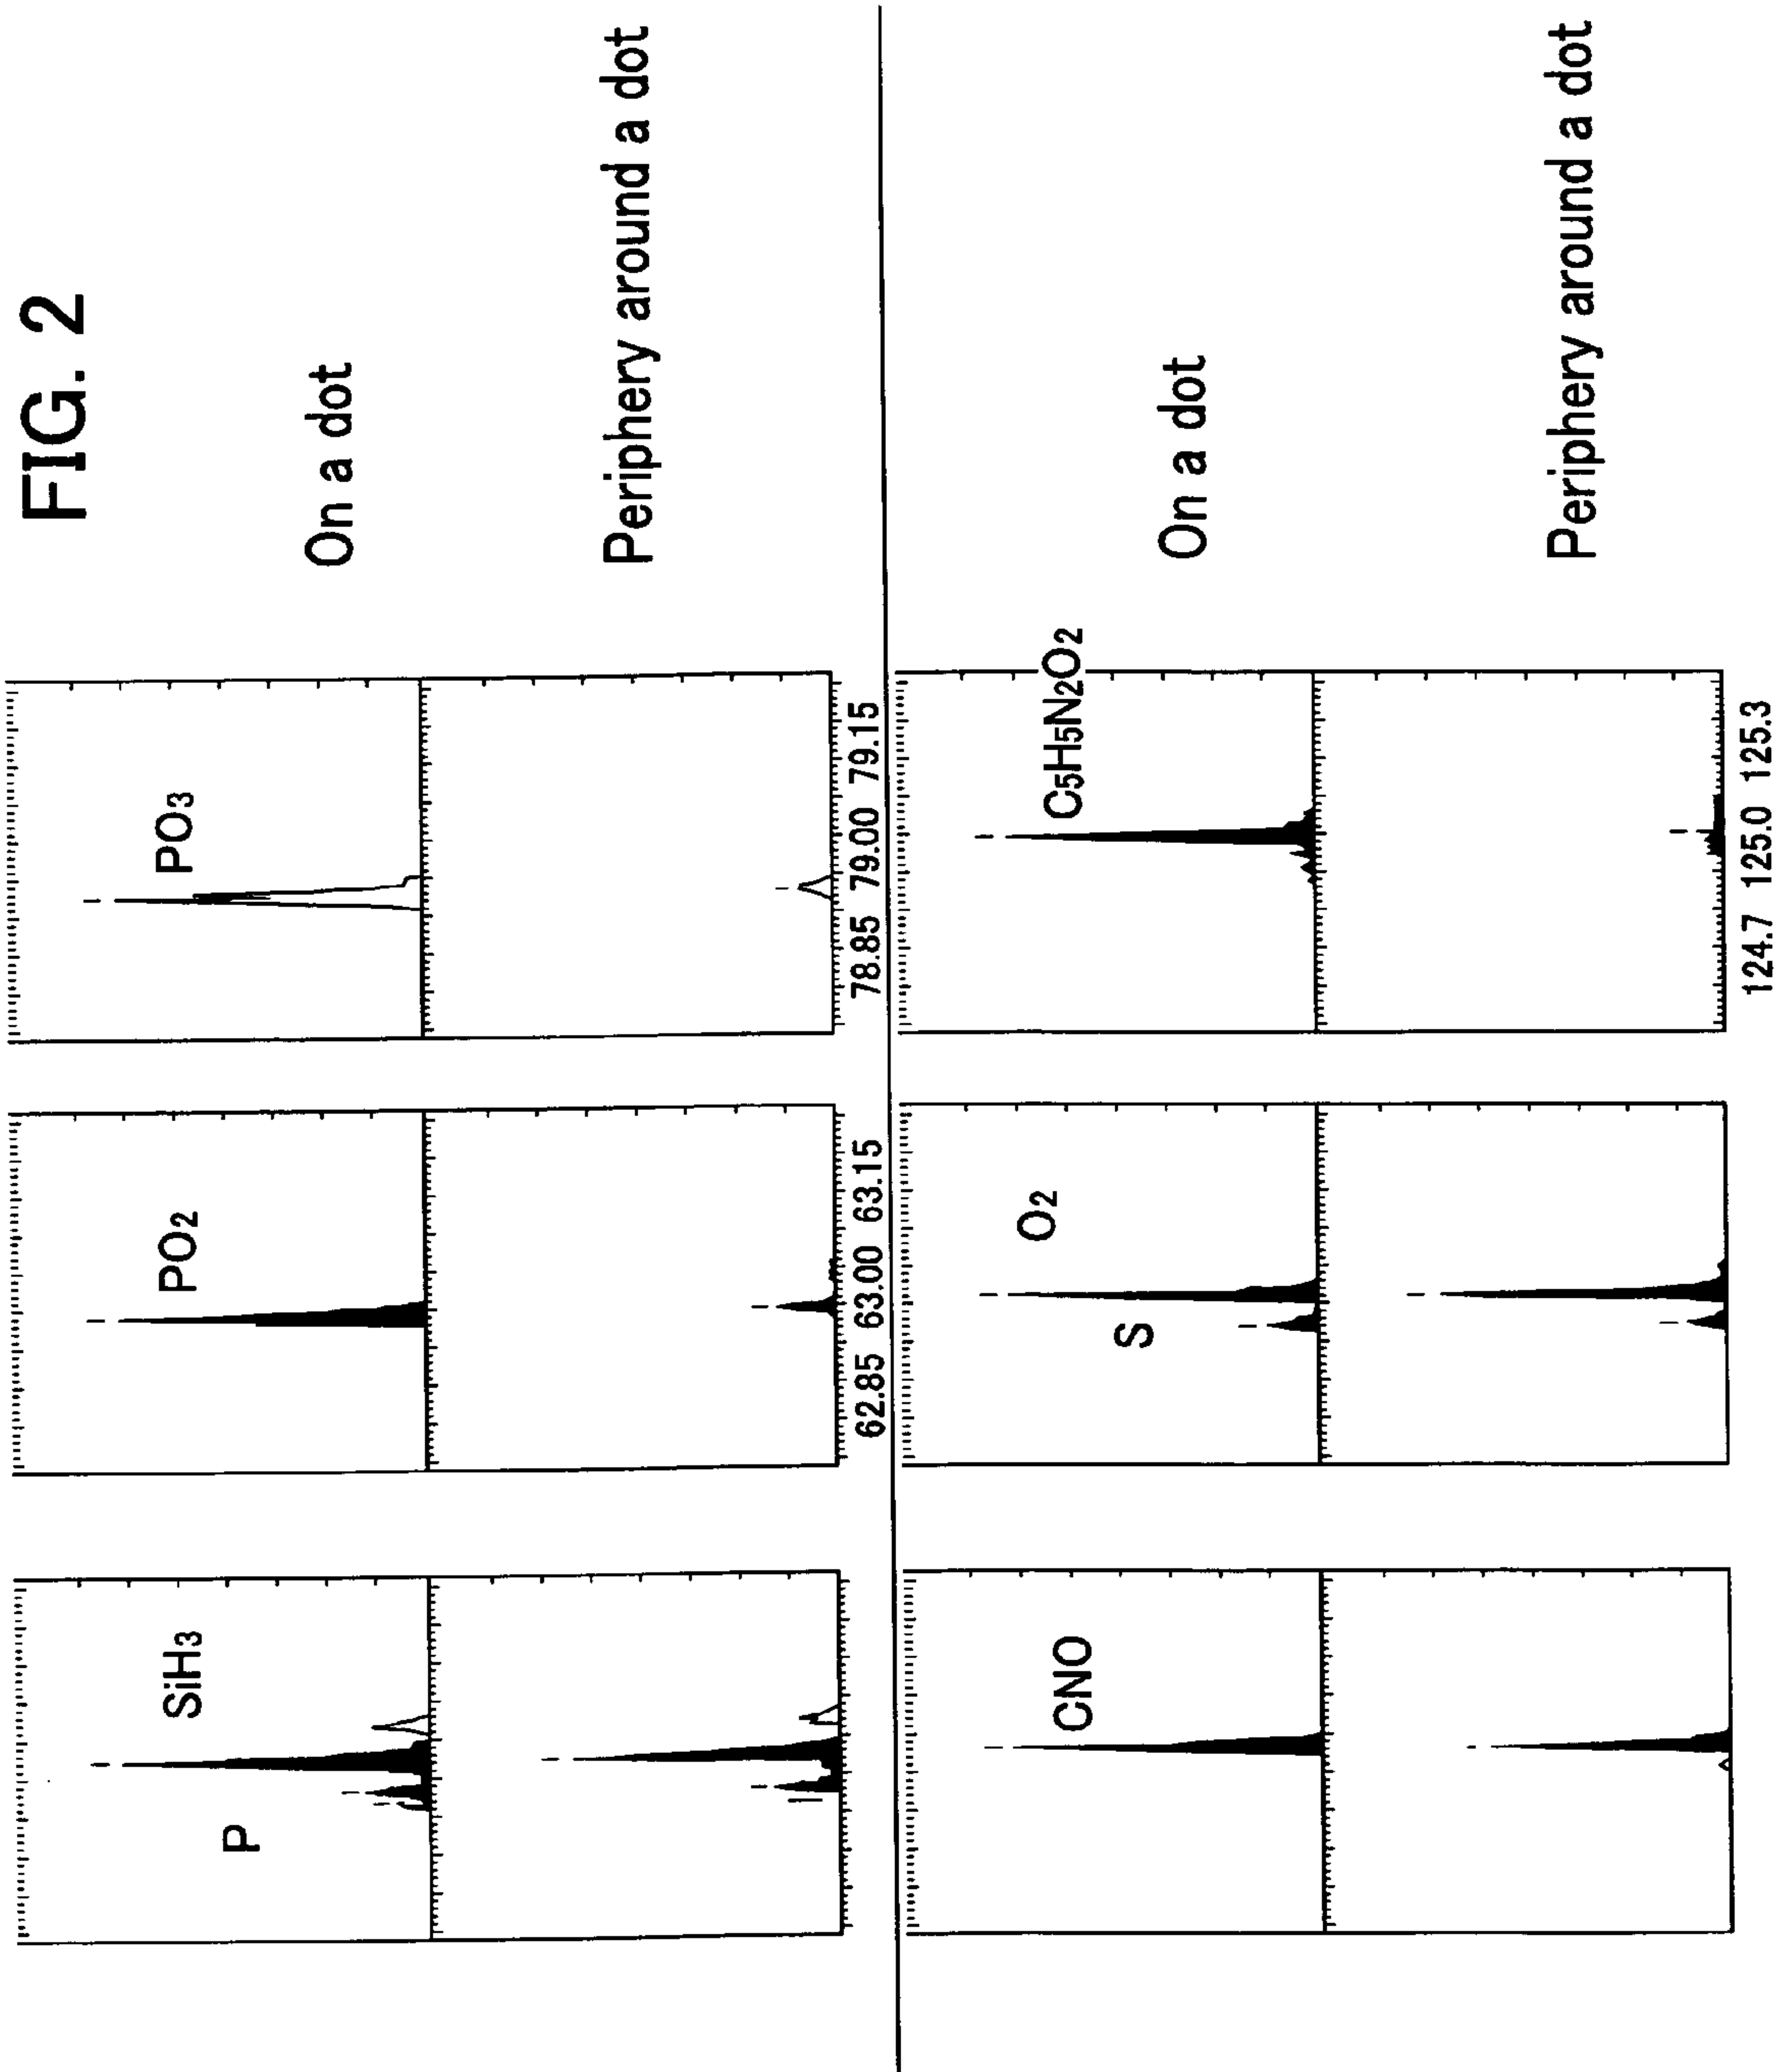 FIG. 2
P
SiH3
PO2
PO3
On a dot
Periphery around a dot
62.85 63.00 63.15
78.85 79.00 79.15
CNO
S
O2
C5H5N2O2
On a dot
Periphery around a dot
124.7 125.0 125.3